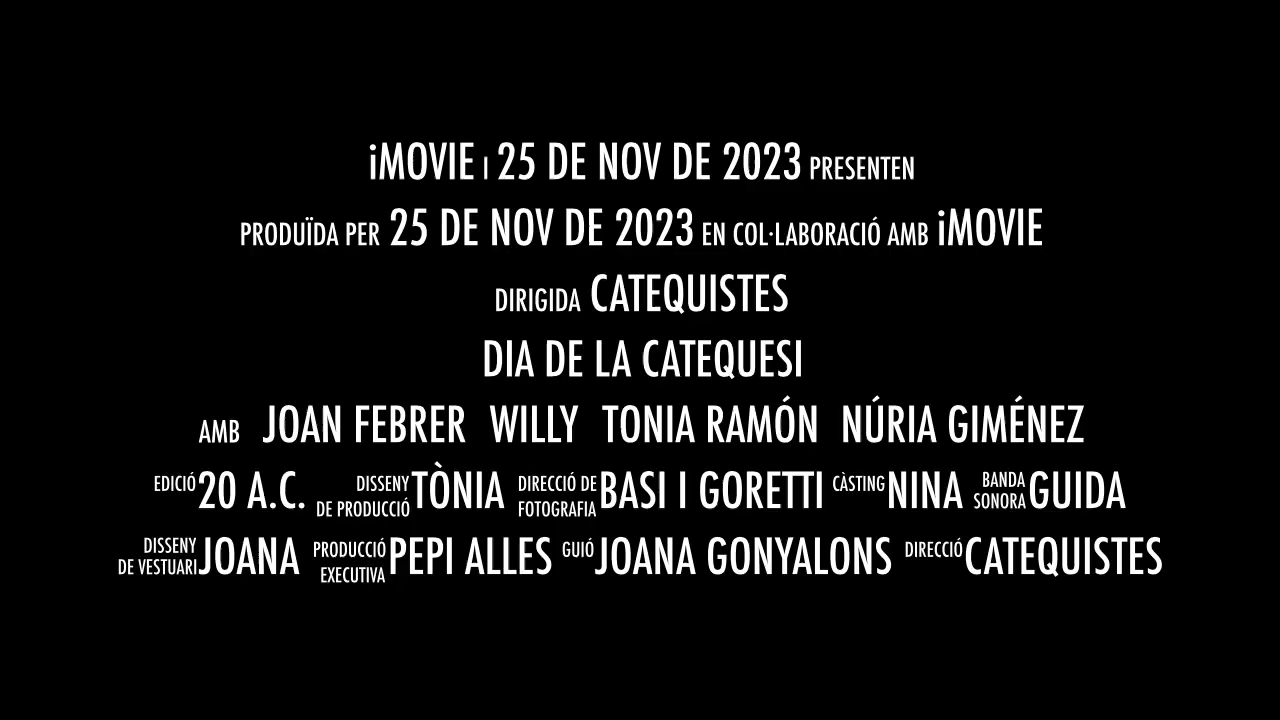 iMOVIE I 25 DE NOV DE 2023 PRESENTEN
PRODUÏDA PER 25 DE NOV DE 2023 EN COL·LABORACIÓ AMB iMOVIE
DIRIGIDA CATEQUISTES
DIA DE LA CATEQUESI
AMB JOAN FEBRER WILLY TONIA RAMÓN NÚRIA GIMÉNEZ
EDICIÓ 20 A.C. DISSENY DE PRODUCCIÓ TÒNIA DIRECCIÓ DE FOTOGRAFIA BASI I GORETTI CÀSTING NINA BANDA SONORA GUIDA
DISSENY DE VESTUARI JOANA PRODUCCIÓ EXECUTIVA PEPI ALLES GUIÓ JOANA GONYALONS DIRECCIÓ CATEQUISTES